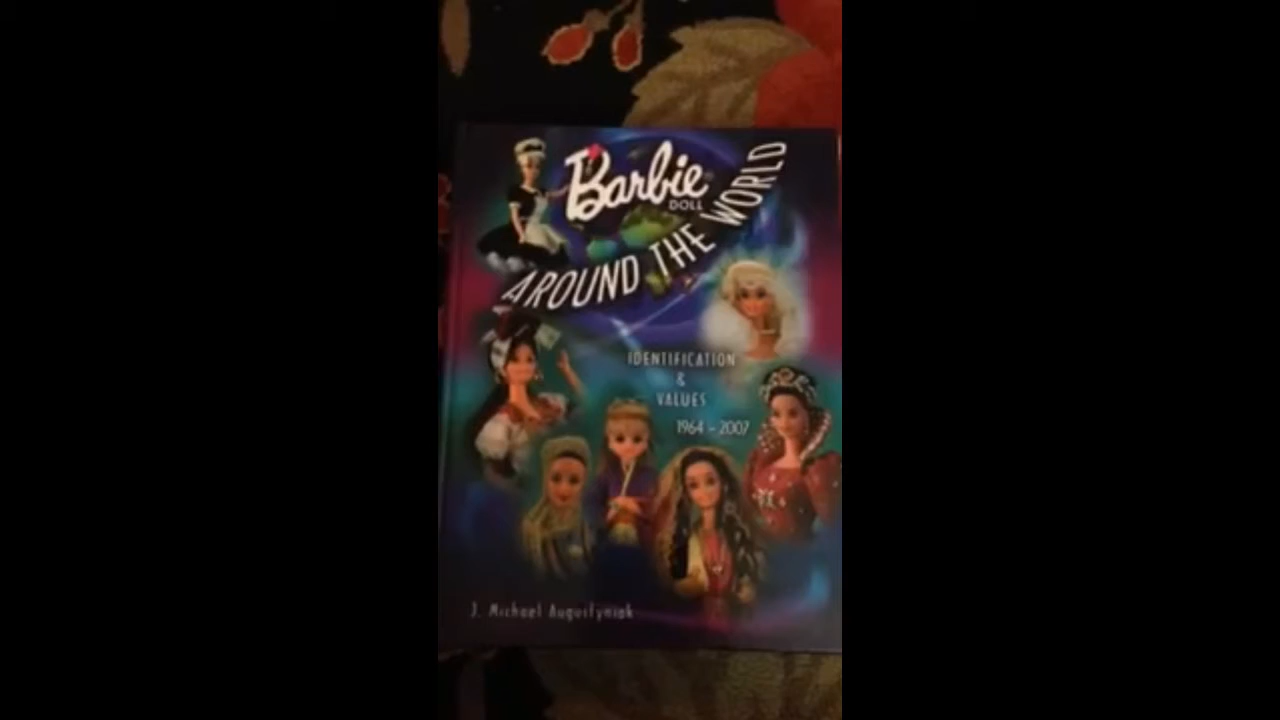 Barbie
DOLL
AROUND THE WORLD
IDENTIFICATION
&
VALUES
1964 - 2007
J. Michael Augustyniak